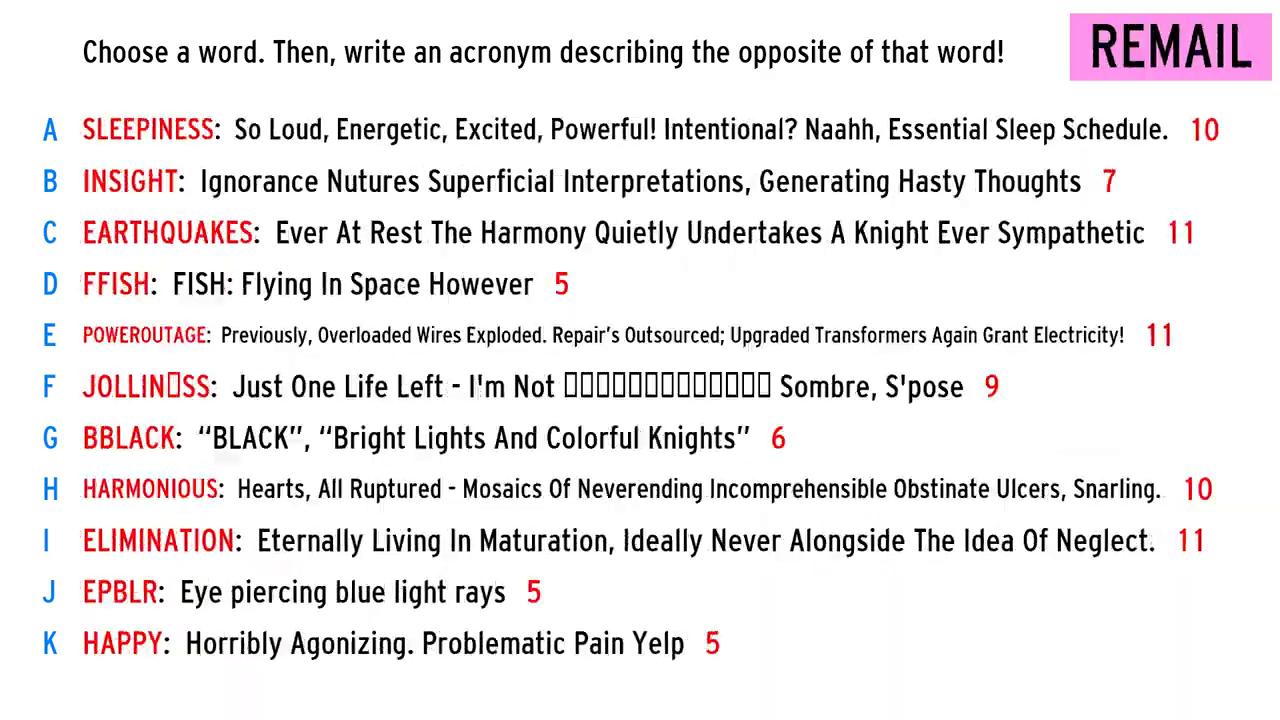 Choose a word. Then, write an acronym describing the opposite of that word!
REMAIL
A SLEEPINESS: So Loud, Energetic, Excited, Powerful! Intentional? Naahh, Essential Sleep Schedule. 10
B INSIGHT: Ignorance Nutures Superficial Interpretations, Generating Hasty Thoughts 7
C EARTHQUAKES: Ever At Rest The Harmony Quietly Undertakes A Knight Ever Sympathetic 11
D FFISH: FISH: Flying In Space However 5
E POWEROUTAGE: Previously, Overloaded Wires Exploded. Repair's Outsourced; Upgraded Transformers Again Grant Electricity! 11
F JOLLIN▯SS: Just One Life Left - I'm Not ▯▯▯▯▯▯▯▯▯▯▯▯▯ Sombre, S'pose 9
G BBLACK: “BLACK”, “Bright Lights And Colorful Knights” 6
H HARMONIOUS: Hearts, All Ruptured - Mosaics Of Neverending Incomprehensible Obstinate Ulcers, Snarling. 10
I ELIMINATION: Eternally Living In Maturation, Ideally Never Alongside The Idea Of Neglect. 11
J EPBLR: Eye piercing blue light rays 5
K HAPPY: Horribly Agonizing. Problematic Pain Yelp 5